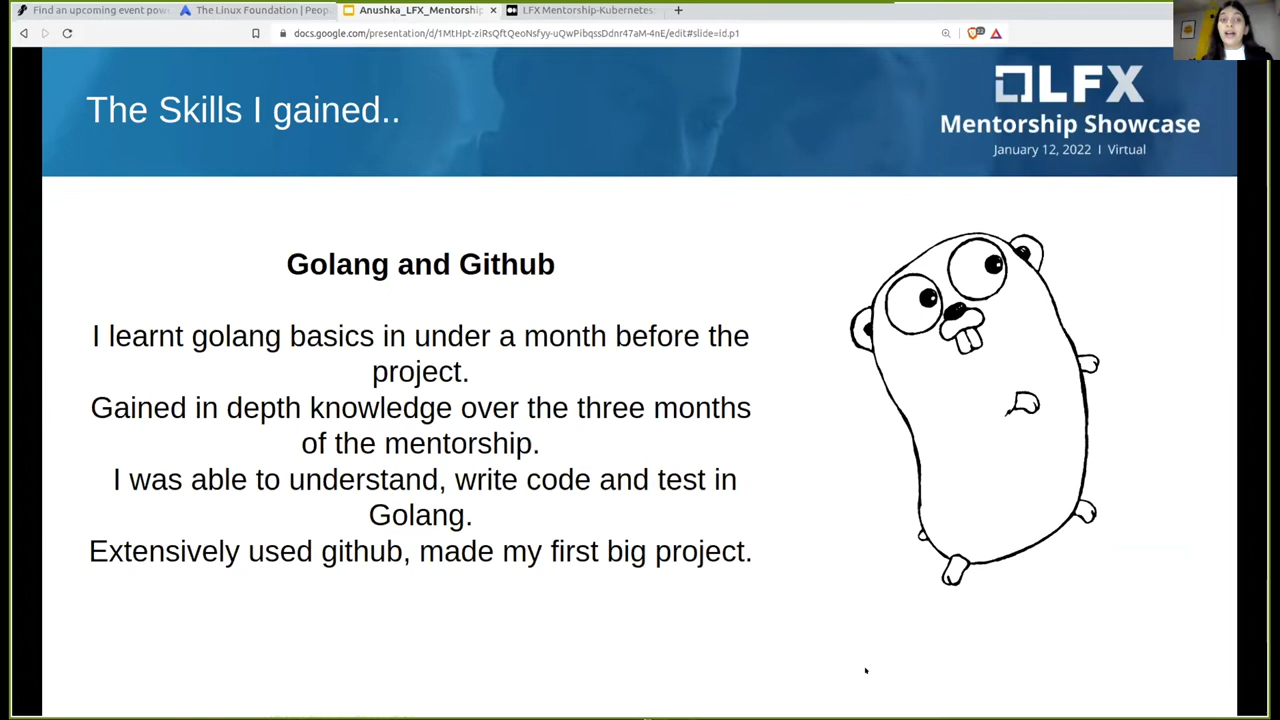 Find an upcoming event pow
The Linux Foundation | Peop
Anushka_LFX_Mentorship
LFX Mentorship-Kubernetes:
docs.google.com/presentation/d/1MtHpt-ziRsQftQeoNsfyy-uQwPibqssDdnr47aM-4nE/edit#slide=id.p1
The Skills I gained..
LFX
Mentorship Showcase
January 12, 2022 I Virtual
Golang and Github
I learnt golang basics in under a month before the
project.
Gained in depth knowledge over the three months
of the mentorship.
I was able to understand, write code and test in
Golang.
Extensively used github, made my first big project.